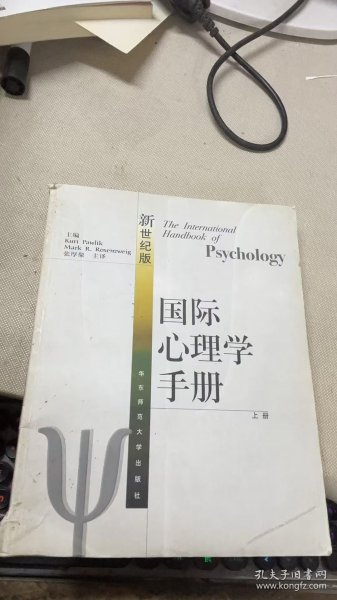 主编
Kurt Pawlik
Mark R. Rosenzweig
张厚粲 主译
新世纪版
The International
Handbook of
Psychology
国际
心理学
手册
上册
华东师范大学出版社
ψ
孔夫子旧书网
www.kongfz.com